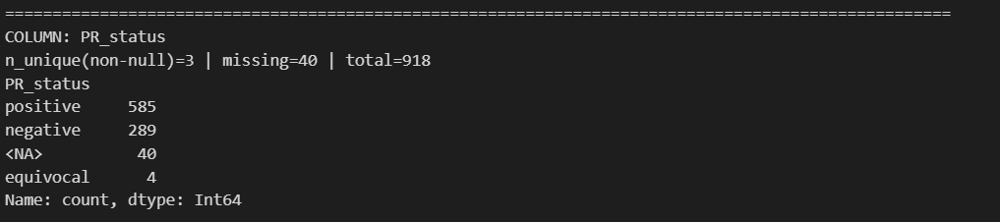 ====================================================================================================
COLUMN: PR_status
n_unique(non-null)=3 | missing=40 | total=918
PR_status
positive     585
negative     289
<NA>          40
equivocal      4
Name: count, dtype: Int64